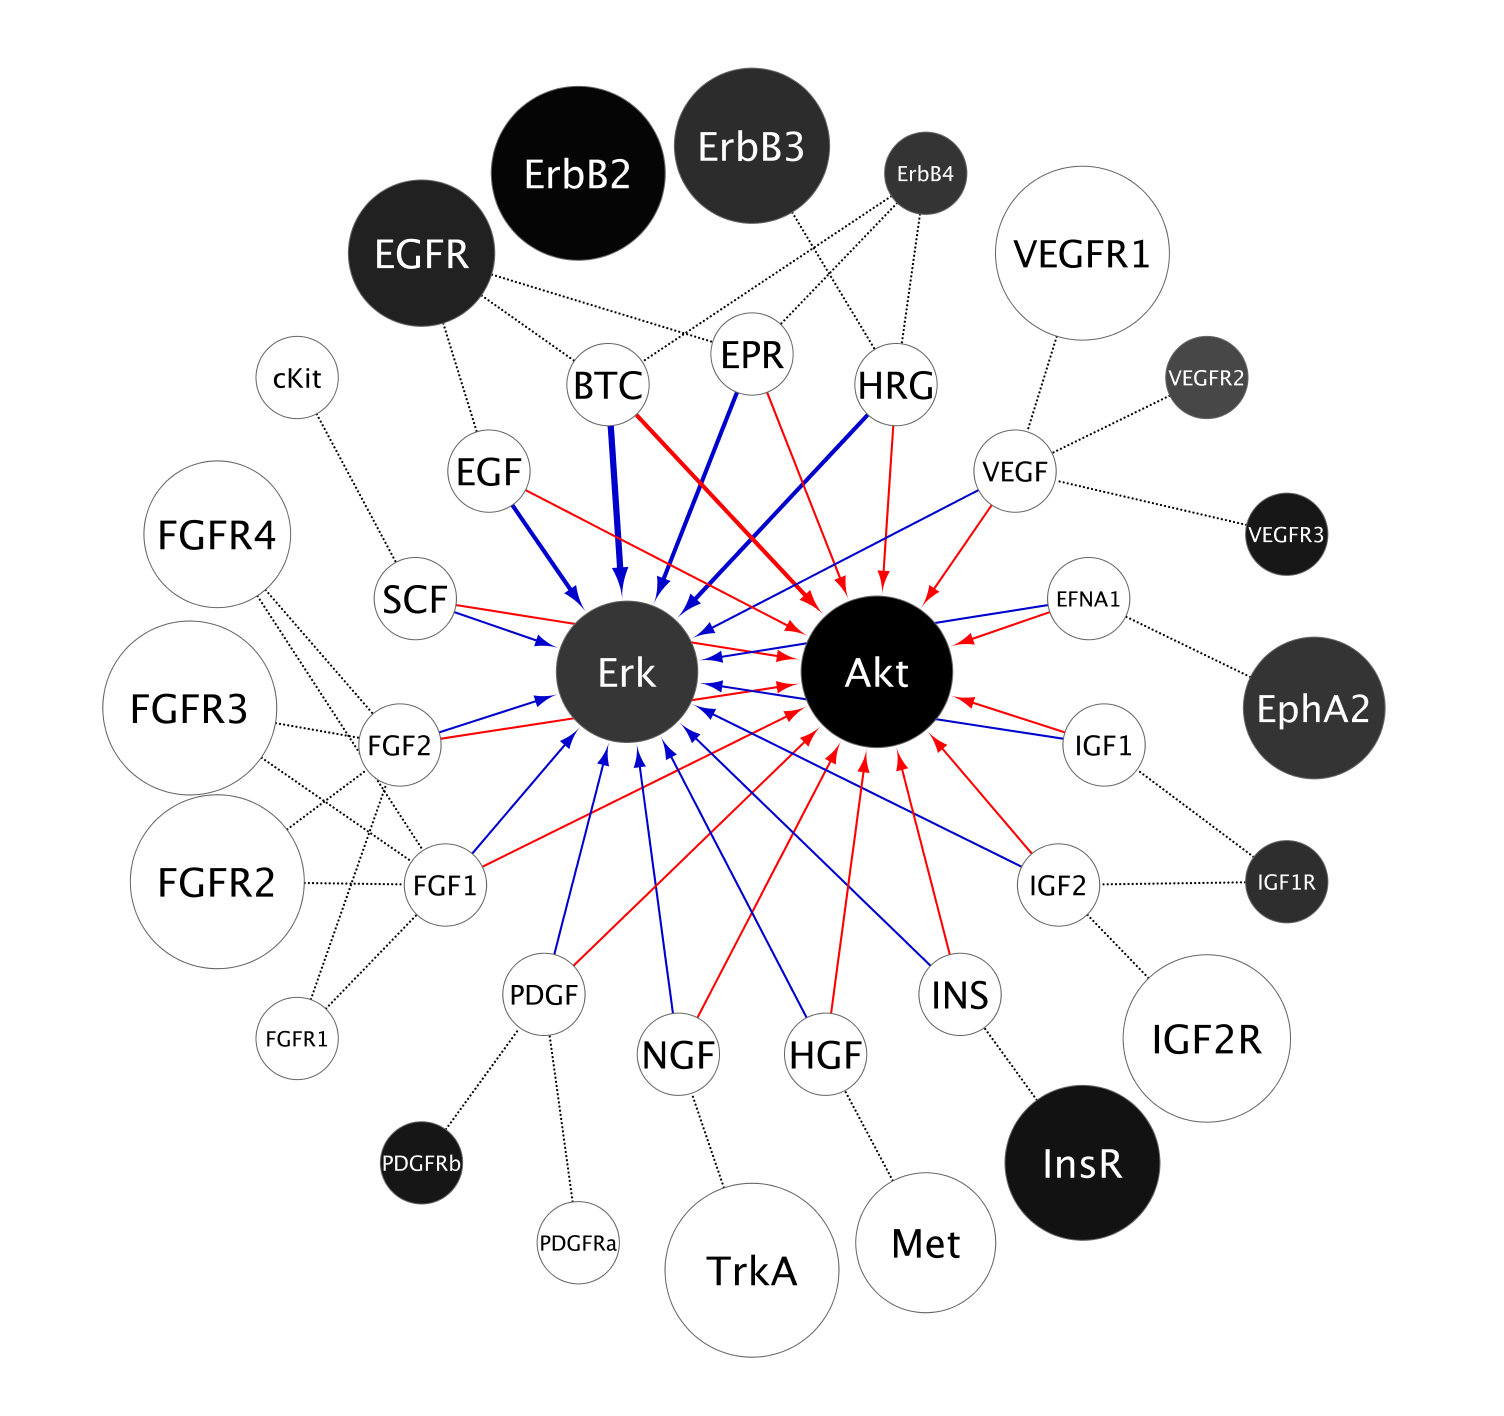 ErbB3
ErbB2
ErbB4
EGFR
VEGFR1
EPR
cKit
BTC
HRG
VEGFR2
EGF
VEGF
FGFR4
VEGFR3
SCF
EFNA1
Erk
Akt
FGFR3
EphA2
FGF2
IGF1
FGFR2
FGF1
IGF2
IGF1R
PDGF
INS
FGFR1
NGF
HGF
IGF2R
PDGFRb
InsR
PDGFRa
Met
TrkA